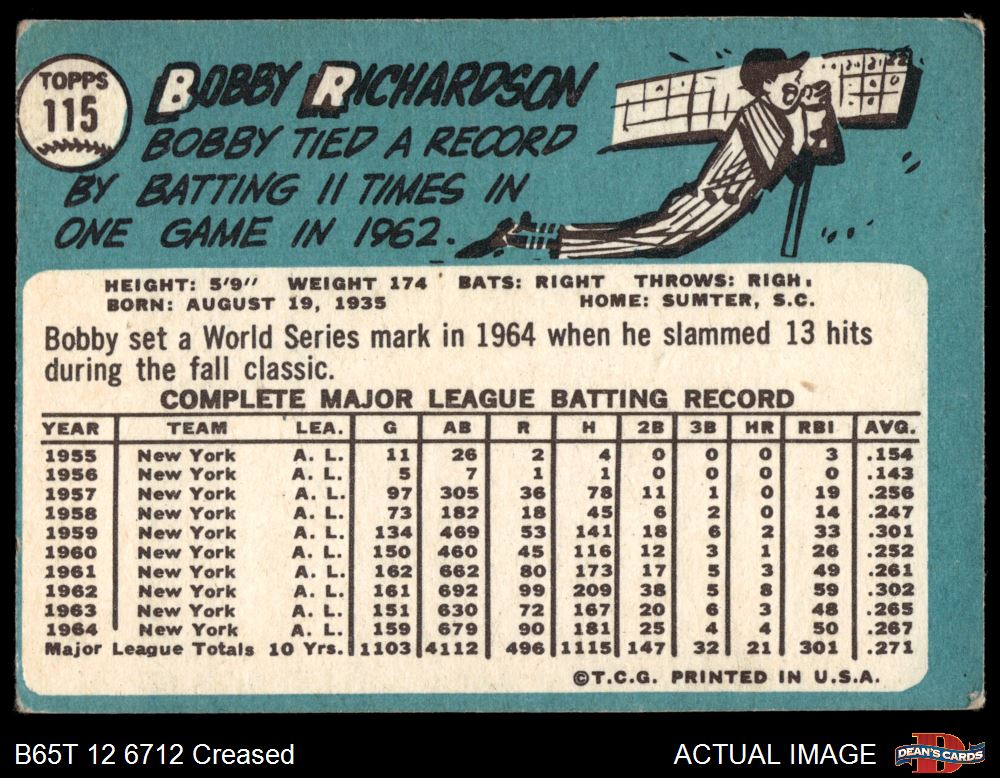 TOPPS
115
BOBBY RICHARDSON
BOBBY TIED A RECORD
BY BATTING 11 TIMES IN
ONE GAME IN 1962.
HEIGHT: 5'9" WEIGHT 174 BATS: RIGHT THROWS: RIGH
BORN: AUGUST 19, 1935 HOME: SUMTER, S.C.
Bobby set a World Series mark in 1964 when he slammed 13 hits
during the fall classic.
COMPLETE MAJOR LEAGUE BATTING RECORD
YEAR TEAM LEA. G AB R H 2B 3B HR RBI AVG.
1955 New York A. L. 11 26 2 4 0 0 0 3 .154
1956 New York A. L. 5 7 1 1 0 0 0 0 .143
1957 New York A. L. 97 305 36 78 11 1 0 19 .256
1958 New York A. L. 73 182 18 45 6 2 0 14 .247
1959 New York A. L. 134 469 53 141 18 6 2 33 .301
1960 New York A. L. 150 460 45 116 12 3 1 26 .252
1961 New York A. L. 162 662 80 173 17 5 3 49 .261
1962 New York A. L. 161 692 99 209 38 5 8 59 .302
1963 New York A. L. 151 630 72 167 20 6 3 48 .265
1964 New York A. L. 159 679 90 181 25 4 4 50 .267
Major League Totals 10 Yrs. 1103 4112 496 1115 147 32 21 301 .271
©T.C.G. PRINTED IN U.S.A.
B65T 12 6712 Creased ACTUAL IMAGE
DEAN'S CARDS